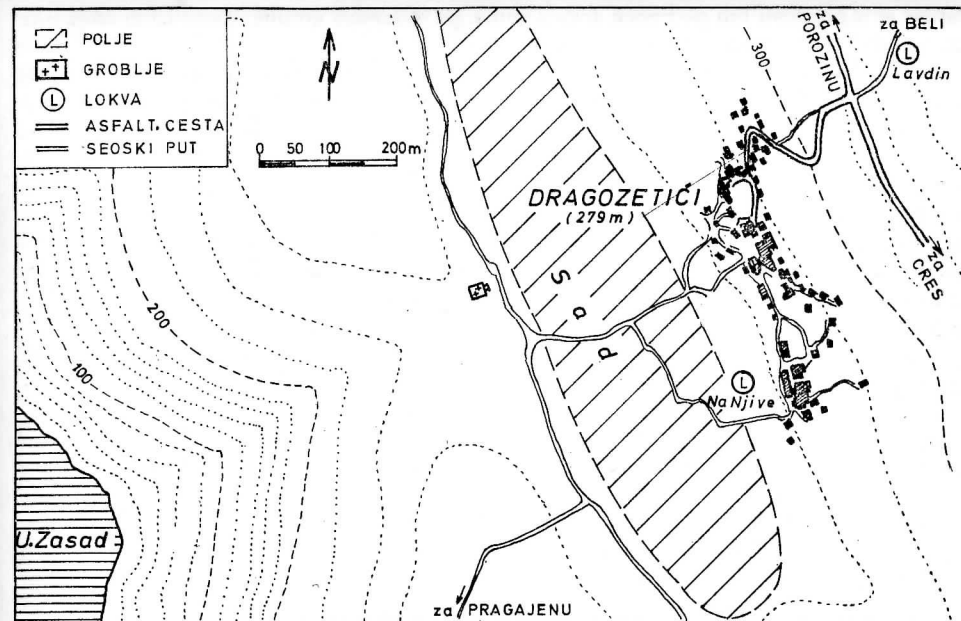 POLJE
++ GROBLJE
L LOKVA
ASFALT. CESTA
SEOSKI PUT
N
0 50 100 200m
za POROZINU
za BELI
L
Lavdin
300
DRAGOZETIĆI
(279m)
za CRES
Sad
++
200
100
L
Na Njive
U. Zasad
za PRAGAJENU